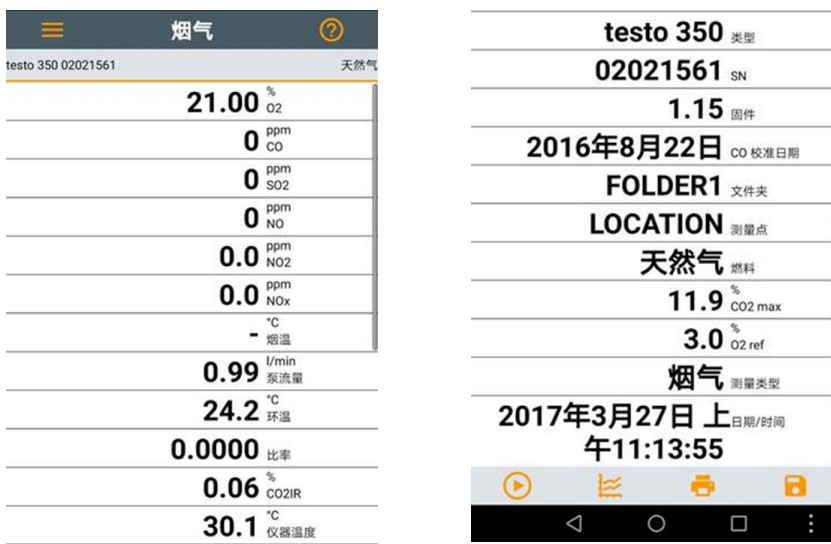 烟气
testo 350 02021561
天然气
21.00 % O2
0 ppm CO
0 ppm SO2
0 ppm NO
0.0 ppm NO2
0.0 ppm NOx
- °C 烟温
0.99 l/min 泵流量
24.2 °C 环温
0.0000 比率
0.06 % CO2IR
30.1 °C 仪器温度
testo 350 类型
02021561 SN
1.15 固件
2016年8月22日 CO 校准日期
FOLDER1 文件夹
LOCATION 测量点
天然气 燃料
11.9 % CO2 max
3.0 % O2 ref
烟气 测量类型
2017年3月27日 上 日期/时间
午11:13:55